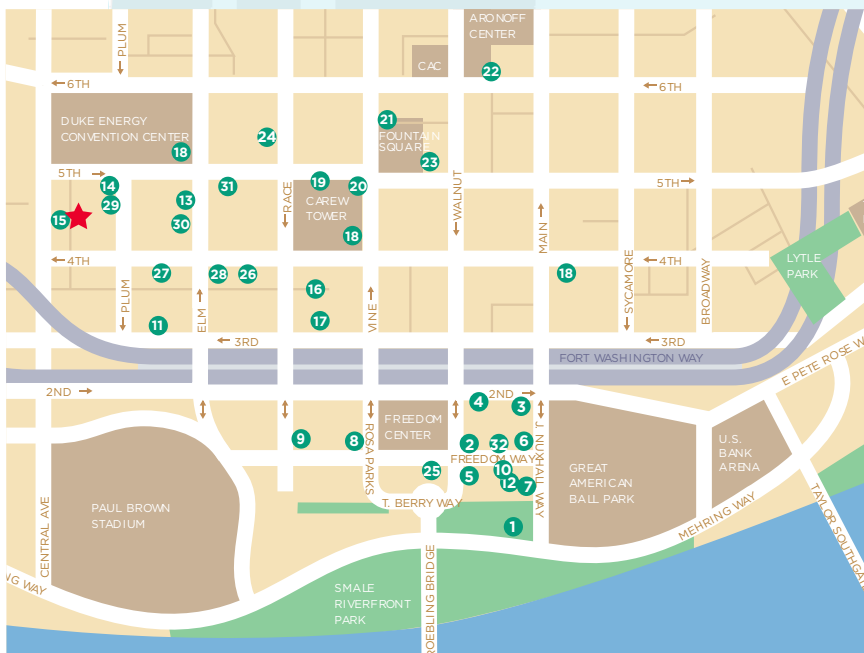 ARONOFF
CENTER
PLUM
CAC
22
6TH
6TH
DUKE ENERGY
CONVENTION CENTER
18
24
21
FOUNTAIN
SQUARE
23
5TH
14
31
19
20
5TH
29
13
RACE
CAREW
TOWER
WALNUT
15
30
18
MAIN
4TH
4TH
LYTLE
PARK
27
28
26
18
SYCAMORE
BROADWAY
PLUM
16
11
ELM
17
VINE
3RD
3RD
FORT WASHINGTON WAY
E PETE ROSE W
2ND
2ND
4
3
FREEDOM
CENTER
9
8
ROSA PARKS
2
32
6
J. NUXHALL WAY
U.S.
BANK
ARENA
FREEDOM WAY
25
5
10
12
7
GREAT
AMERICAN
BALL PARK
CENTRAL AVE
PAUL BROWN
STADIUM
T. BERRY WAY
1
MEHRING WAY
TAYLOR SOUTHGA
NG WAY
SMALE
RIVERFRONT
PARK
ROEBLING BRIDGE